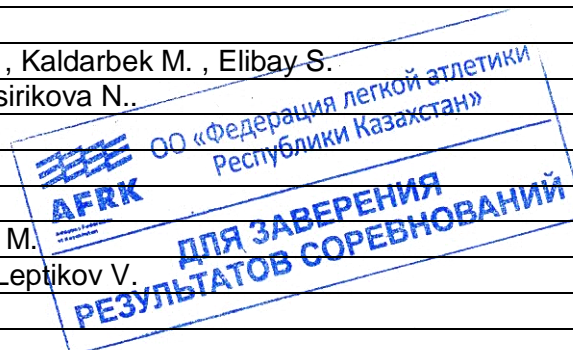 , Kaldarbek M. , Elibay S.
sirikova N..
ОО «Федерация легкой атлетики
Республики Казахстан»
AFRK
M.
Leptikov V.
ДЛЯ ЗАВЕРЕНИЯ
РЕЗУЛЬТАТОВ СОРЕВНОВАНИЙ